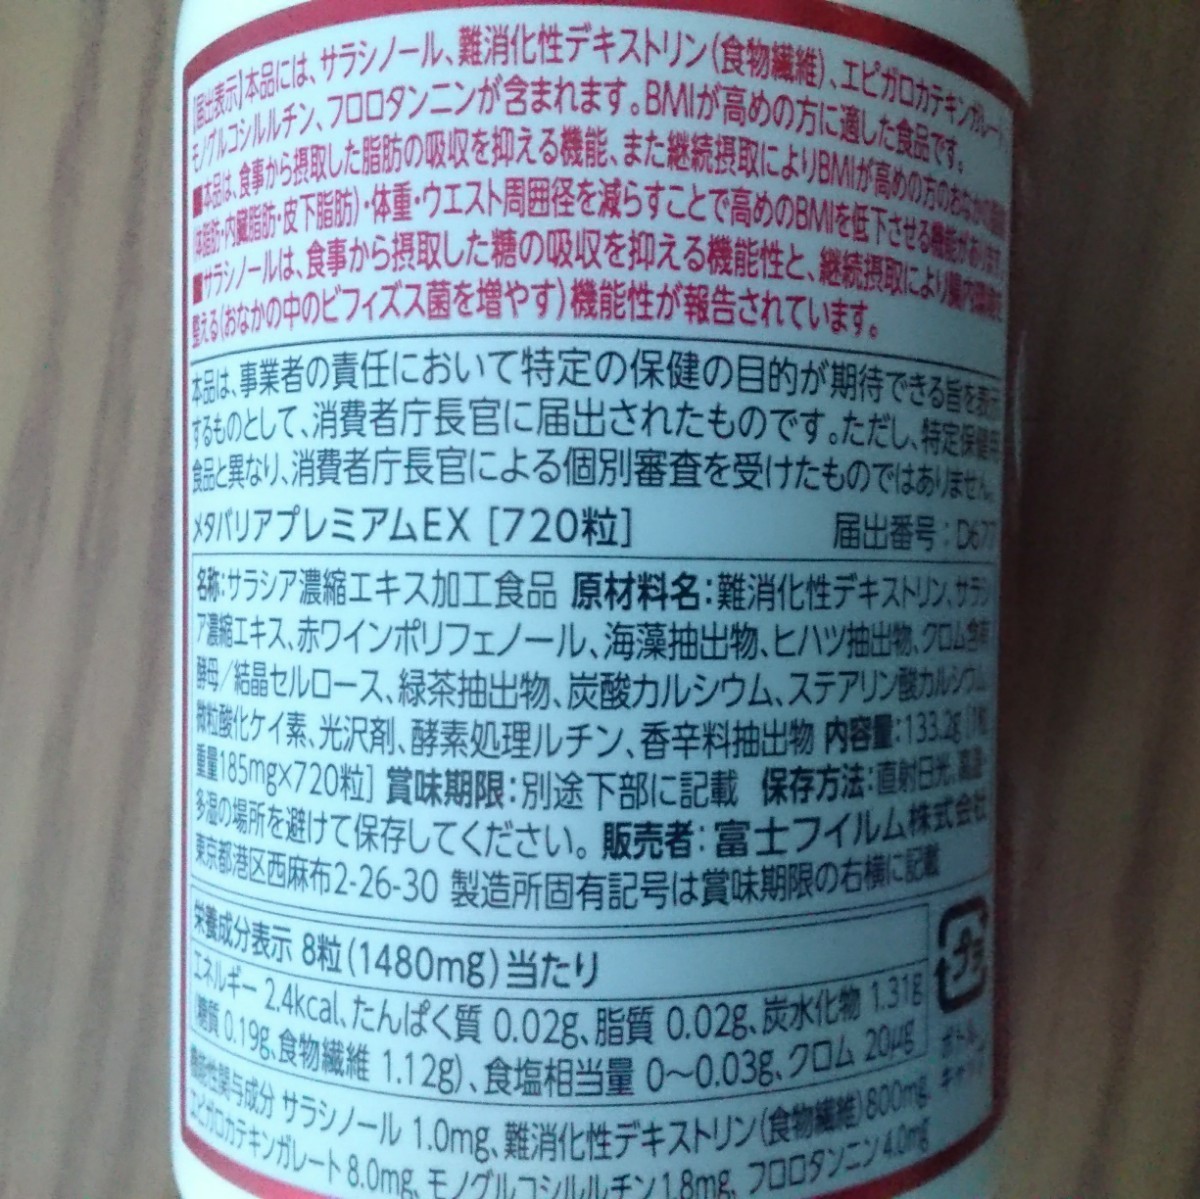 【届出表示】本品には、サラシノール、難消化性デキストリン(食物繊維)、エピガロカテキンガレート、
モノグルコシルルチン、フロロタンニンが含まれます。BMIが高めの方に適した食品です。
■本品は、食事から摂取した脂肪の吸収を抑える機能、また継続摂取によりBMIが高めの方のおなかの脂肪
(体脂肪・内臓脂肪・皮下脂肪)・体重・ウエスト周囲径を減らすことで高めのBMIを低下させる機能があります。
■サラシノールは、食事から摂取した糖の吸収を抑える機能性と、継続摂取により腸内環境を
整える(おなかの中のビフィズス菌を増やす)機能性が報告されています。
本品は、事業者の責任において特定の保健の目的が期待できる旨を表示
するものとして、消費者庁長官に届出されたものです。ただし、特定保健用
食品と異なり、消費者庁長官による個別審査を受けたものではありません。
メタバリアプレミアムEX [720粒] 届出番号:D67
名称:サラシア濃縮エキス加工食品 原材料名:難消化性デキストリン、サラシ
ア濃縮エキス、赤ワインポリフェノール、海藻抽出物、ヒハツ抽出物、クロム含有
酵母/結晶セルロース、緑茶抽出物、炭酸カルシウム、ステアリン酸カルシウム、
微粒酸化ケイ素、光沢剤、酵素処理ルチン、香辛料抽出物 内容量:133.2g[1粒
重量185mg×720粒] 賞味期限:別途下部に記載 保存方法:直射日光、高温・
多湿の場所を避けて保存してください。 販売者:富士フイルム株式会社
東京都港区西麻布2-26-30 製造所固有記号は賞味期限の右横に記載
栄養成分表示 8粒(1480mg)当たり
エネルギー 2.4kcal、たんぱく質 0.02g、脂質 0.02g、炭水化物 1.31g
(糖質 0.19g、食物繊維 1.12g)、食塩相当量 0～0.03g、クロム 20μg
機能性関与成分 サラシノール 1.0mg、難消化性デキストリン(食物繊維)800mg、
エピガロカテキンガレート8.0mg、モノグルコシルルチン1.8mg、フロロタンニン4.0mg
プラ
ボトル、
キャップ